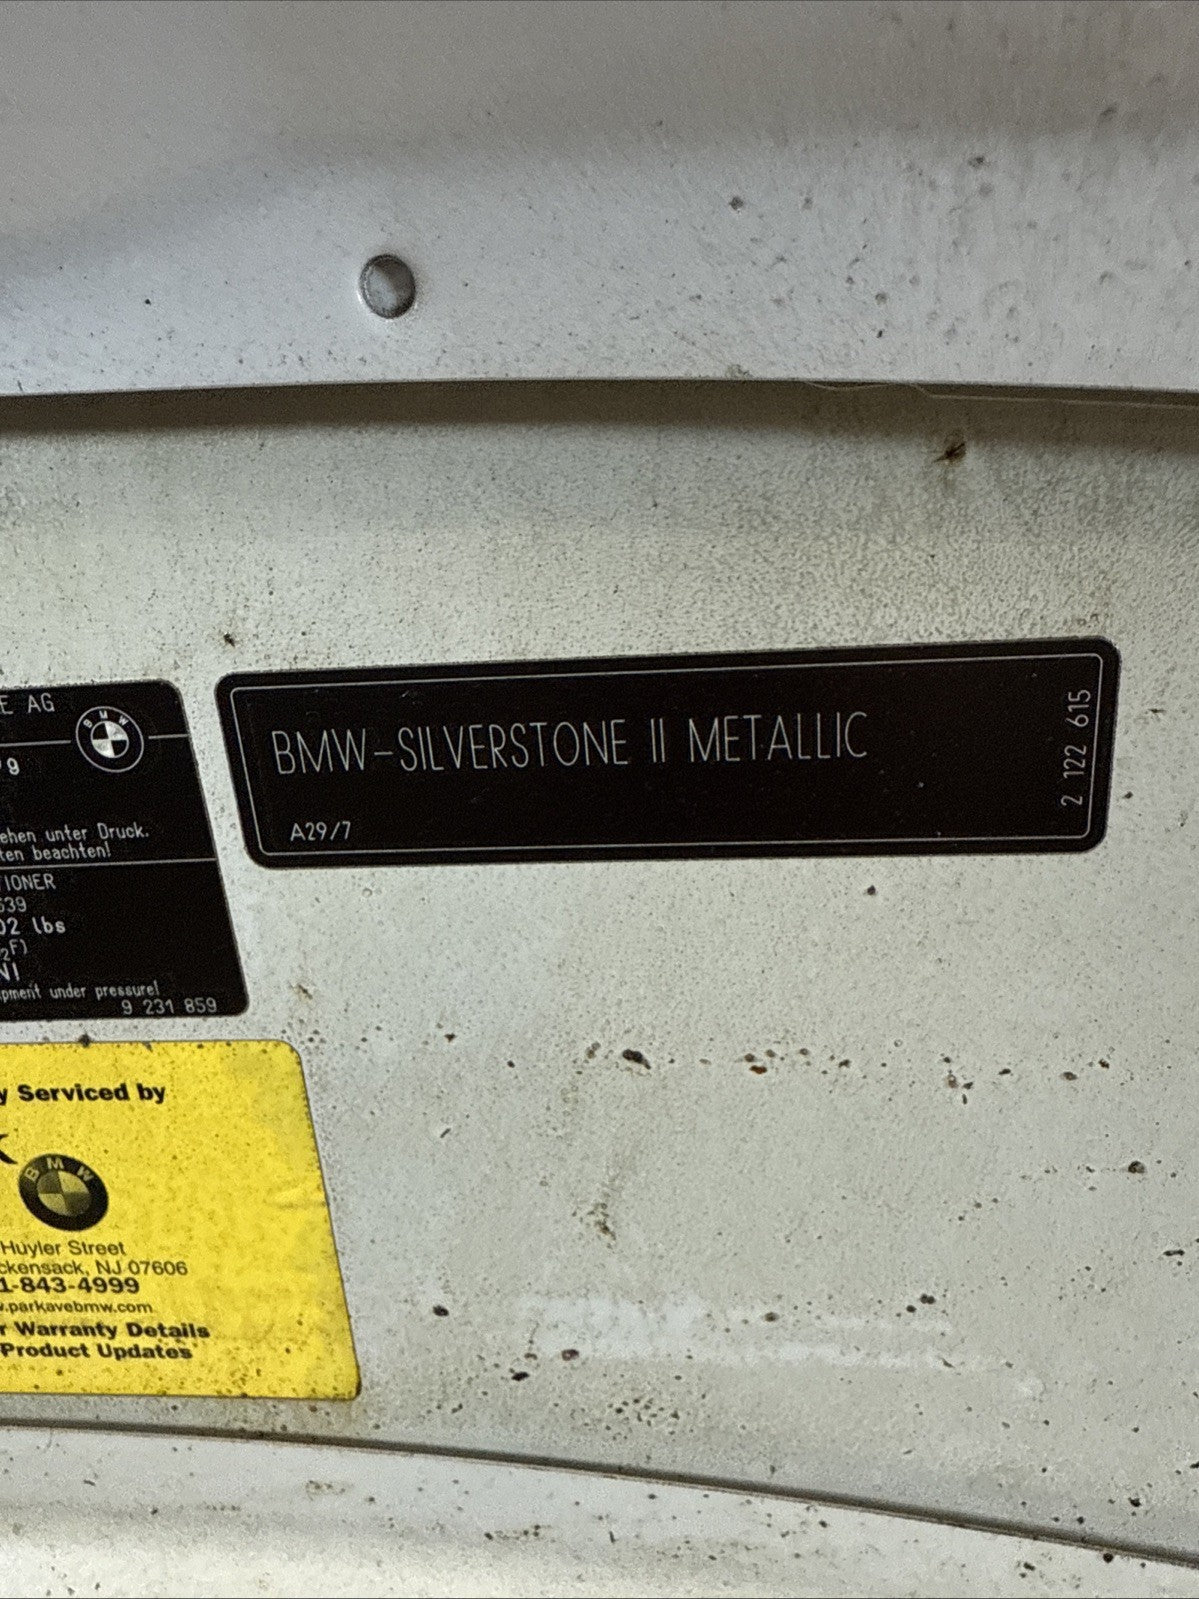 E AG
BMW
9
ehen unter Druck.
ten beachten!
TIONER
639
02 lbs
₂F)
NI
pment under pressure!
9 231 859
BMW-SILVERSTONE II METALLIC
A29/7
2 122 615
y Serviced by
K
BMW
Huyler Street
ckensack, NJ 07606
1-843-4999
w.parkavebmw.com
r Warranty Details
Product Updates